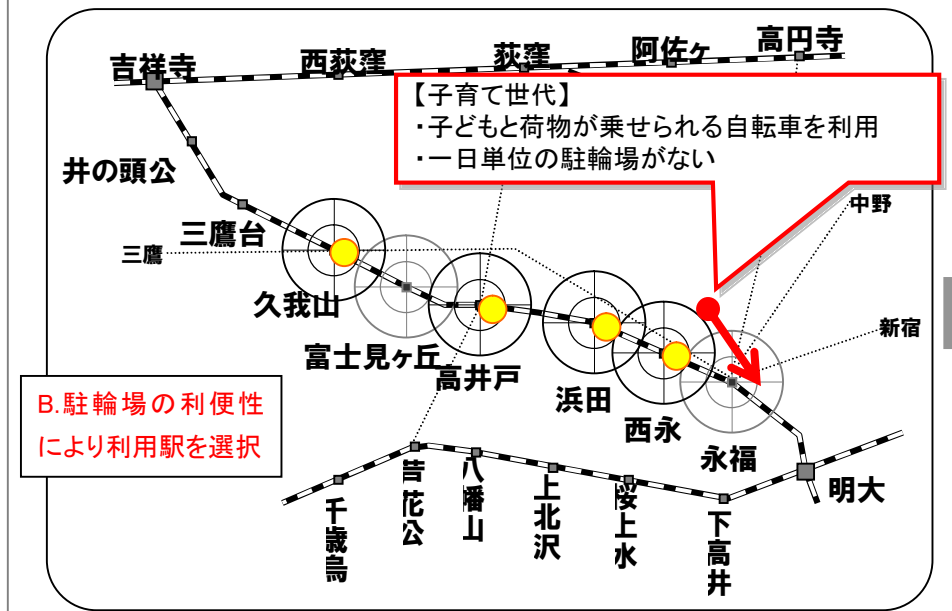 吉祥寺
西荻窪
荻窪
阿佐ヶ
高円寺
【子育て世代】
・子どもと荷物が乗せられる自転車を利用
・一日単位の駐輪場がない
井の頭公
三鷹台
三鷹
中野
新宿
久我山
富士見ヶ丘
高井戸
浜田
西永
永福
明大
B.駐輪場の利便性
により利用駅を選択
千歳烏
花公
八幡山
上北沢
桜上水
下高井